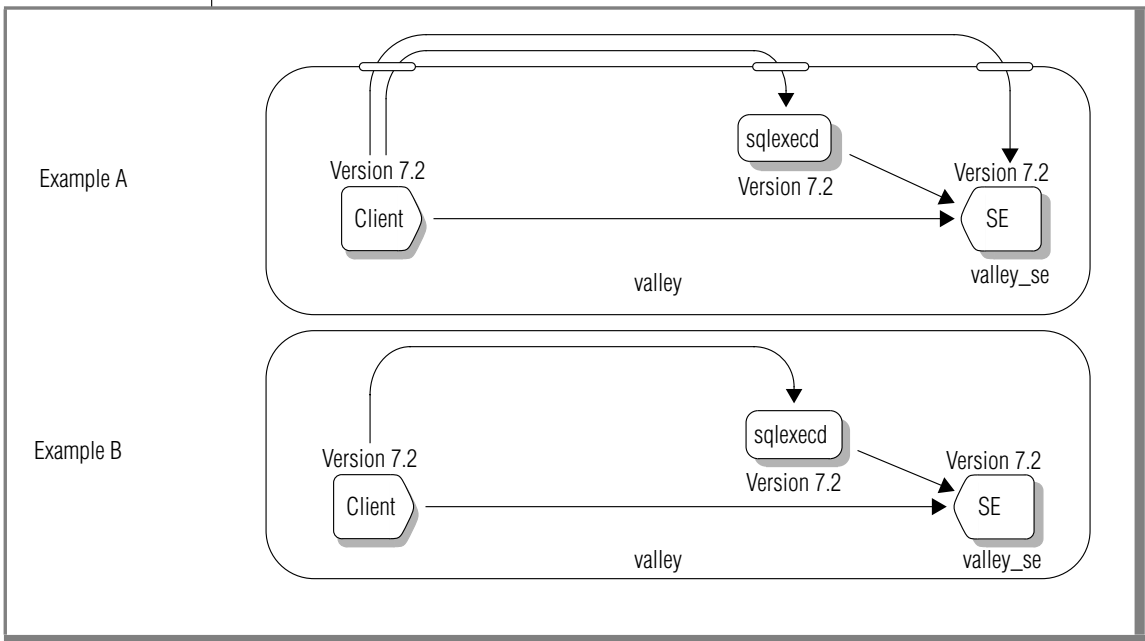 Example A
Version 7.2
Client
sqlexecd
Version 7.2
Version 7.2
SE
valley_se
valley
Example B
Version 7.2
Client
sqlexecd
Version 7.2
Version 7.2
SE
valley_se
valley